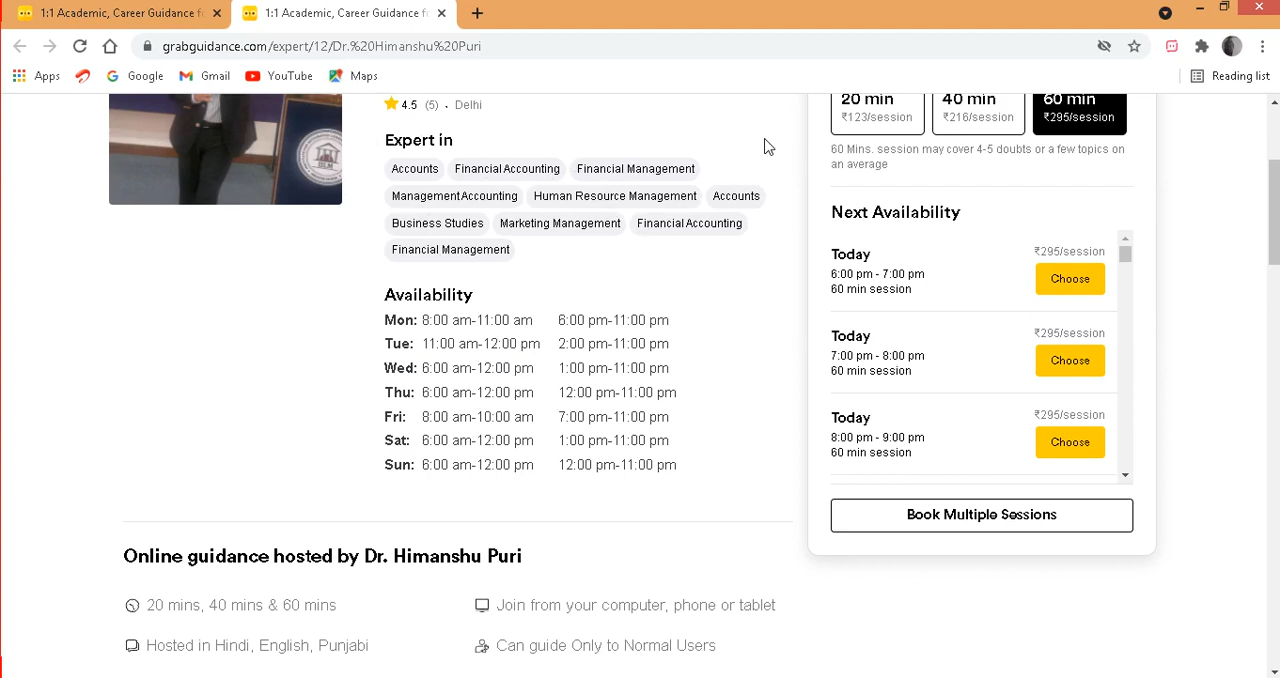 1:1 Academic, Career Guidance fo
1:1 Academic, Career Guidance fo
grabguidance.com/expert/12/Dr.%20Himanshu%20Puri
Apps
Google
Gmail
YouTube
Maps
Reading list
4.5 (5) . Delhi
Expert in
Accounts Financial Accounting Financial Management
Management Accounting Human Resource Management Accounts
Business Studies Marketing Management Financial Accounting
Financial Management
Availability
Mon: 8:00 am-11:00 am 6:00 pm-11:00 pm
Tue: 11:00 am-12:00 pm 2:00 pm-11:00 pm
Wed: 6:00 am-12:00 pm 1:00 pm-11:00 pm
Thu: 6:00 am-12:00 pm 12:00 pm-11:00 pm
Fri: 8:00 am-10:00 am 7:00 pm-11:00 pm
Sat: 6:00 am-12:00 pm 1:00 pm-11:00 pm
Sun: 6:00 am-12:00 pm 12:00 pm-11:00 pm
Online guidance hosted by Dr. Himanshu Puri
20 mins, 40 mins & 60 mins
Join from your computer, phone or tablet
Hosted in Hindi, English, Punjabi
Can guide Only to Normal Users
20 min 40 min 60 min
₹123/session ₹216/session ₹295/session
60 Mins. session may cover 4-5 doubts or a few topics on
an average
Next Availability
Today ₹295/session
6:00 pm - 7:00 pm
60 min session
Choose
Today ₹295/session
7:00 pm - 8:00 pm
60 min session
Choose
Today ₹295/session
8:00 pm - 9:00 pm
60 min session
Choose
Book Multiple Sessions